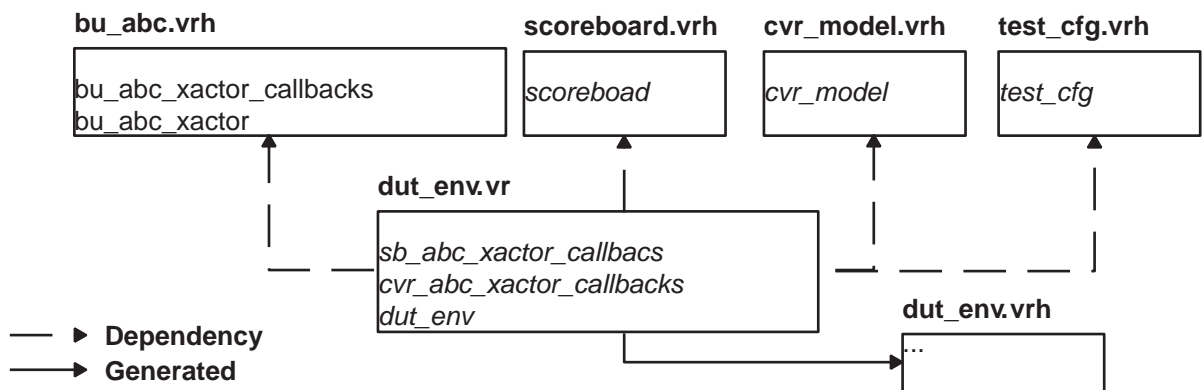 bu_abc.vrh
scoreboard.vrh
cvr_model.vrh
test_cfg.vrh
bu_abc_xactor_callbacks
bu_abc_xactor
scoreboad
cvr_model
test_cfg
dut_env.vr
sb_abc_xactor_callbacs
cvr_abc_xactor_callbacks
dut_env
dut_env.vrh
...
Dependency
Generated